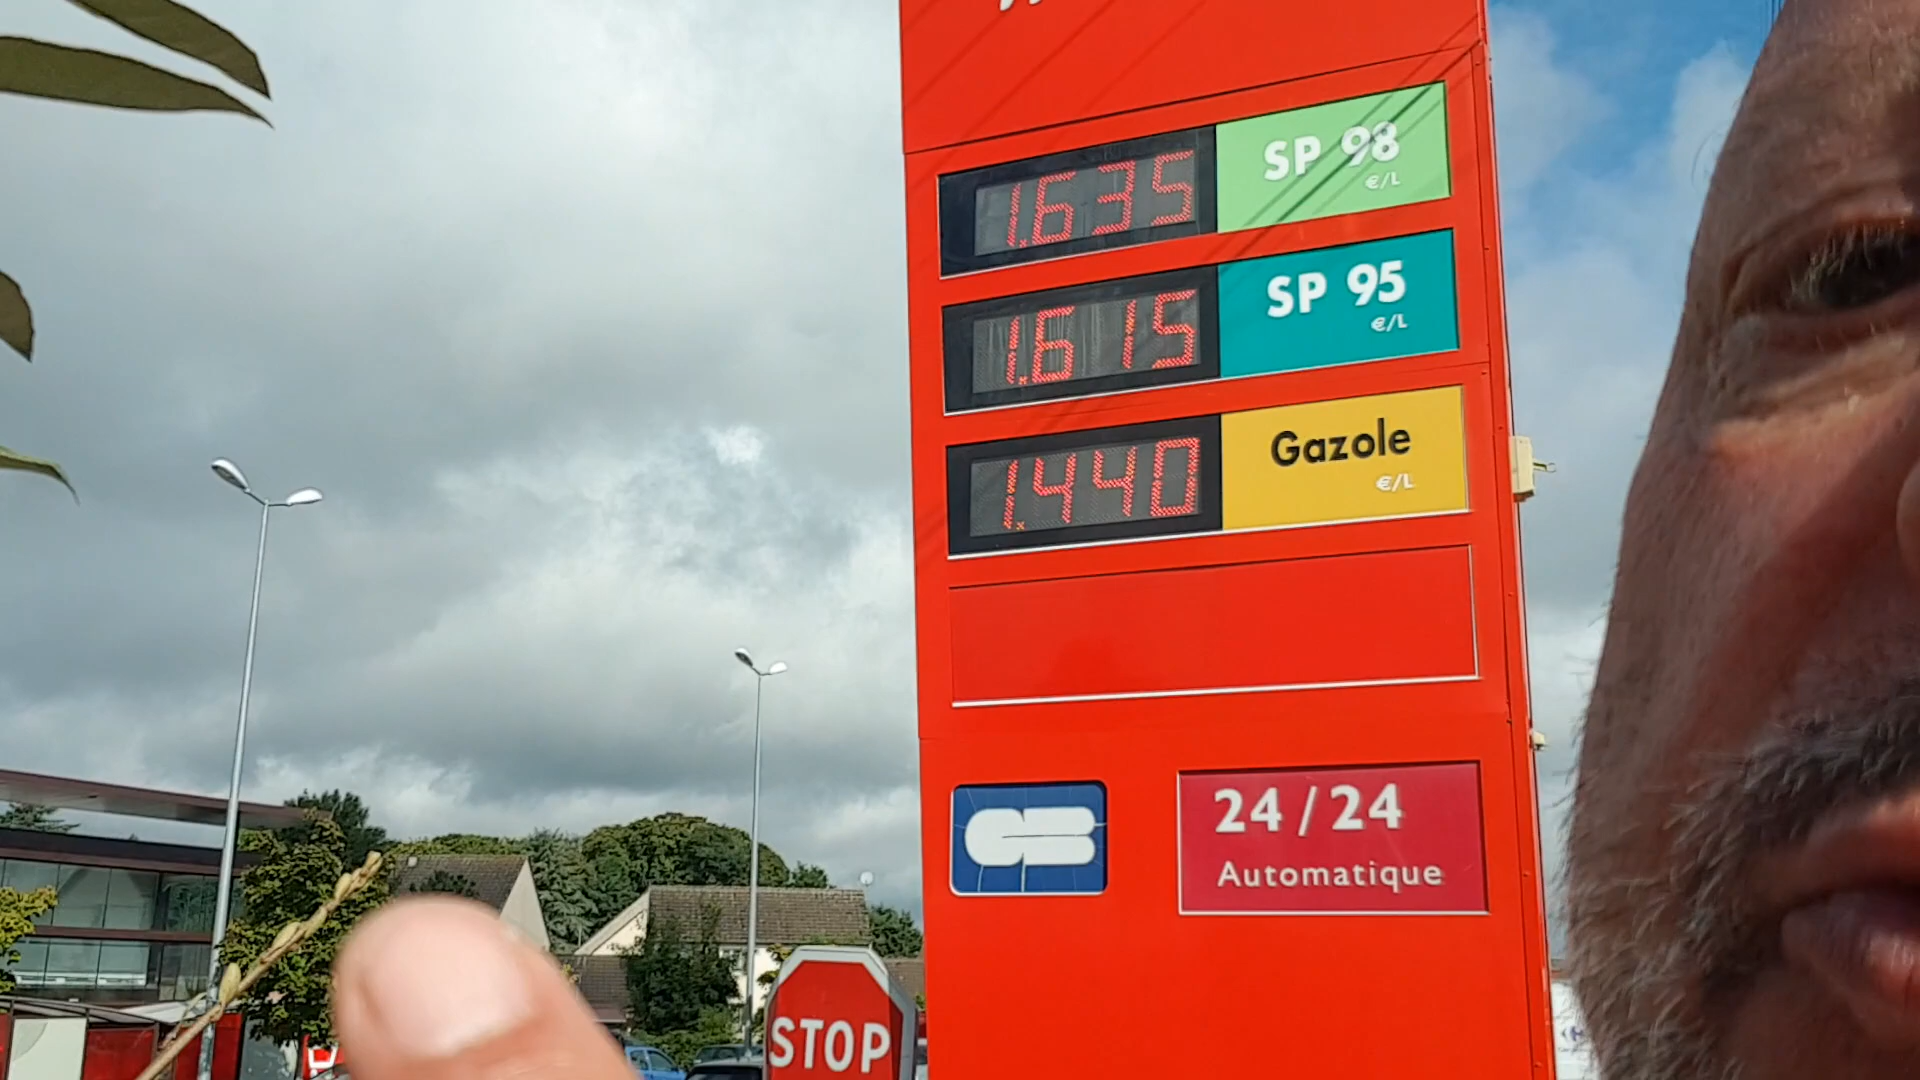 1.635 SP 98
€/L
1.615 SP 95
€/L
1.440 Gazole
€/L
CB
24/24
Automatique
STOP